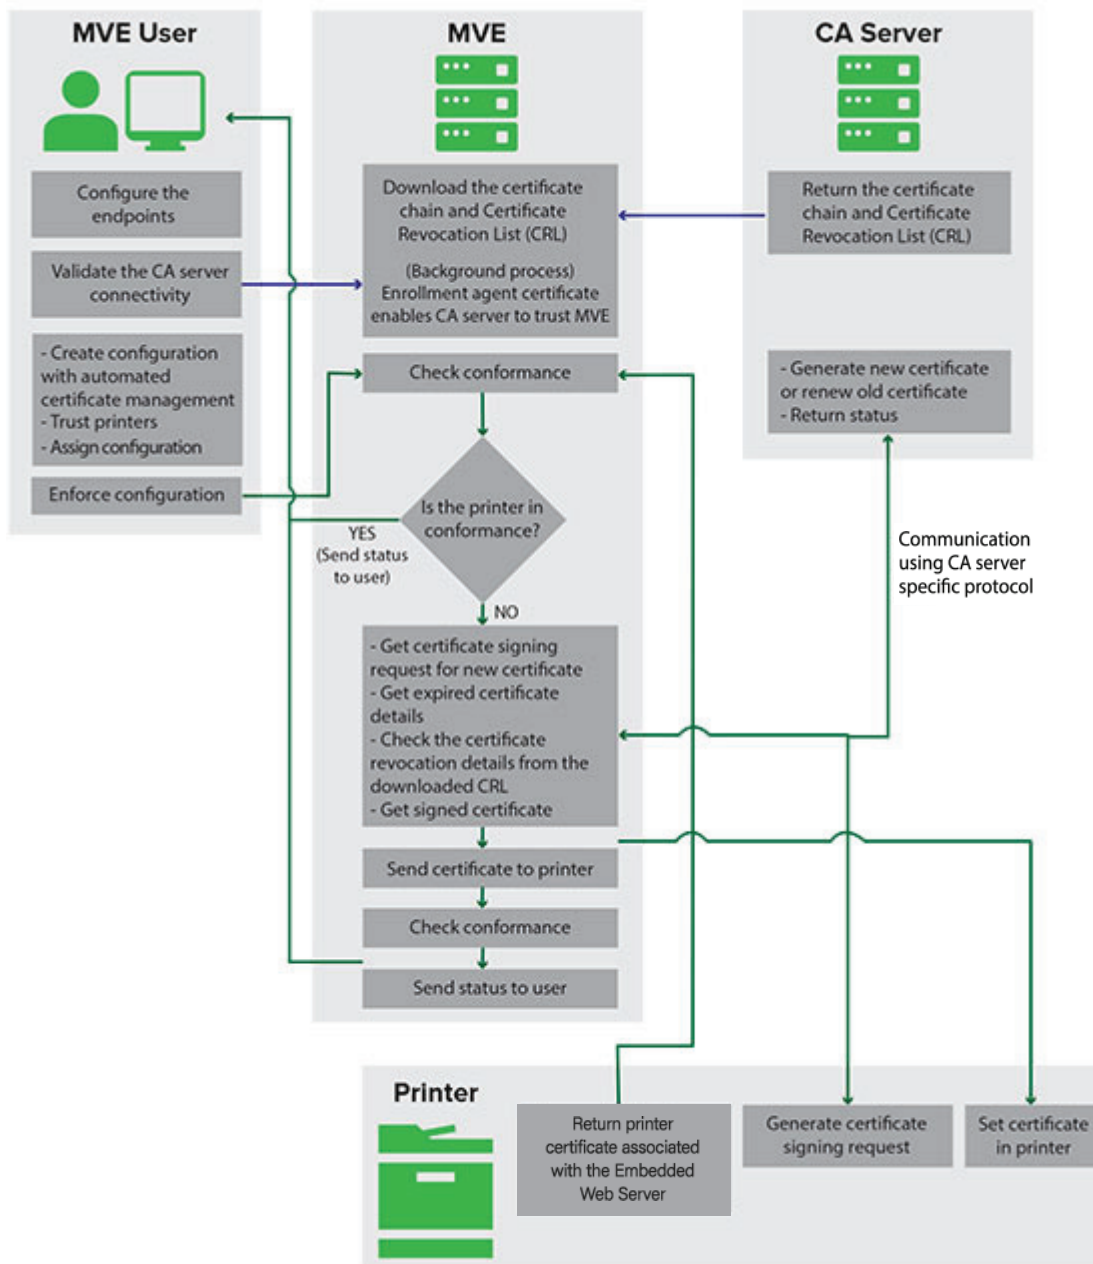 MVE User
Configure the
endpoints
Validate the CA server
connectivity
- Create configuration
with automated
certificate management
- Trust printers
- Assign configuration
Enforce configuration
MVE
Download the certificate
chain and Certificate
Revocation List (CRL)
(Background process)
Enrollment agent certificate
enables CA server to trust MVE
Check conformance
Is the printer in
conformance?
YES
(Send status
to user)
NO
- Get certificate signing
request for new certificate
- Get expired certificate
details
- Check the certificate
revocation details from the
downloaded CRL
- Get signed certificate
Send certificate to printer
Check conformance
Send status to user
CA Server
Return the certificate
chain and Certificate
Revocation List (CRL)
- Generate new certificate
or renew old certificate
- Return status
Communication
using CA server
specific protocol
Printer
Return printer
certificate associated
with the Embedded
Web Server
Generate certificate
signing request
Set certificate
in printer